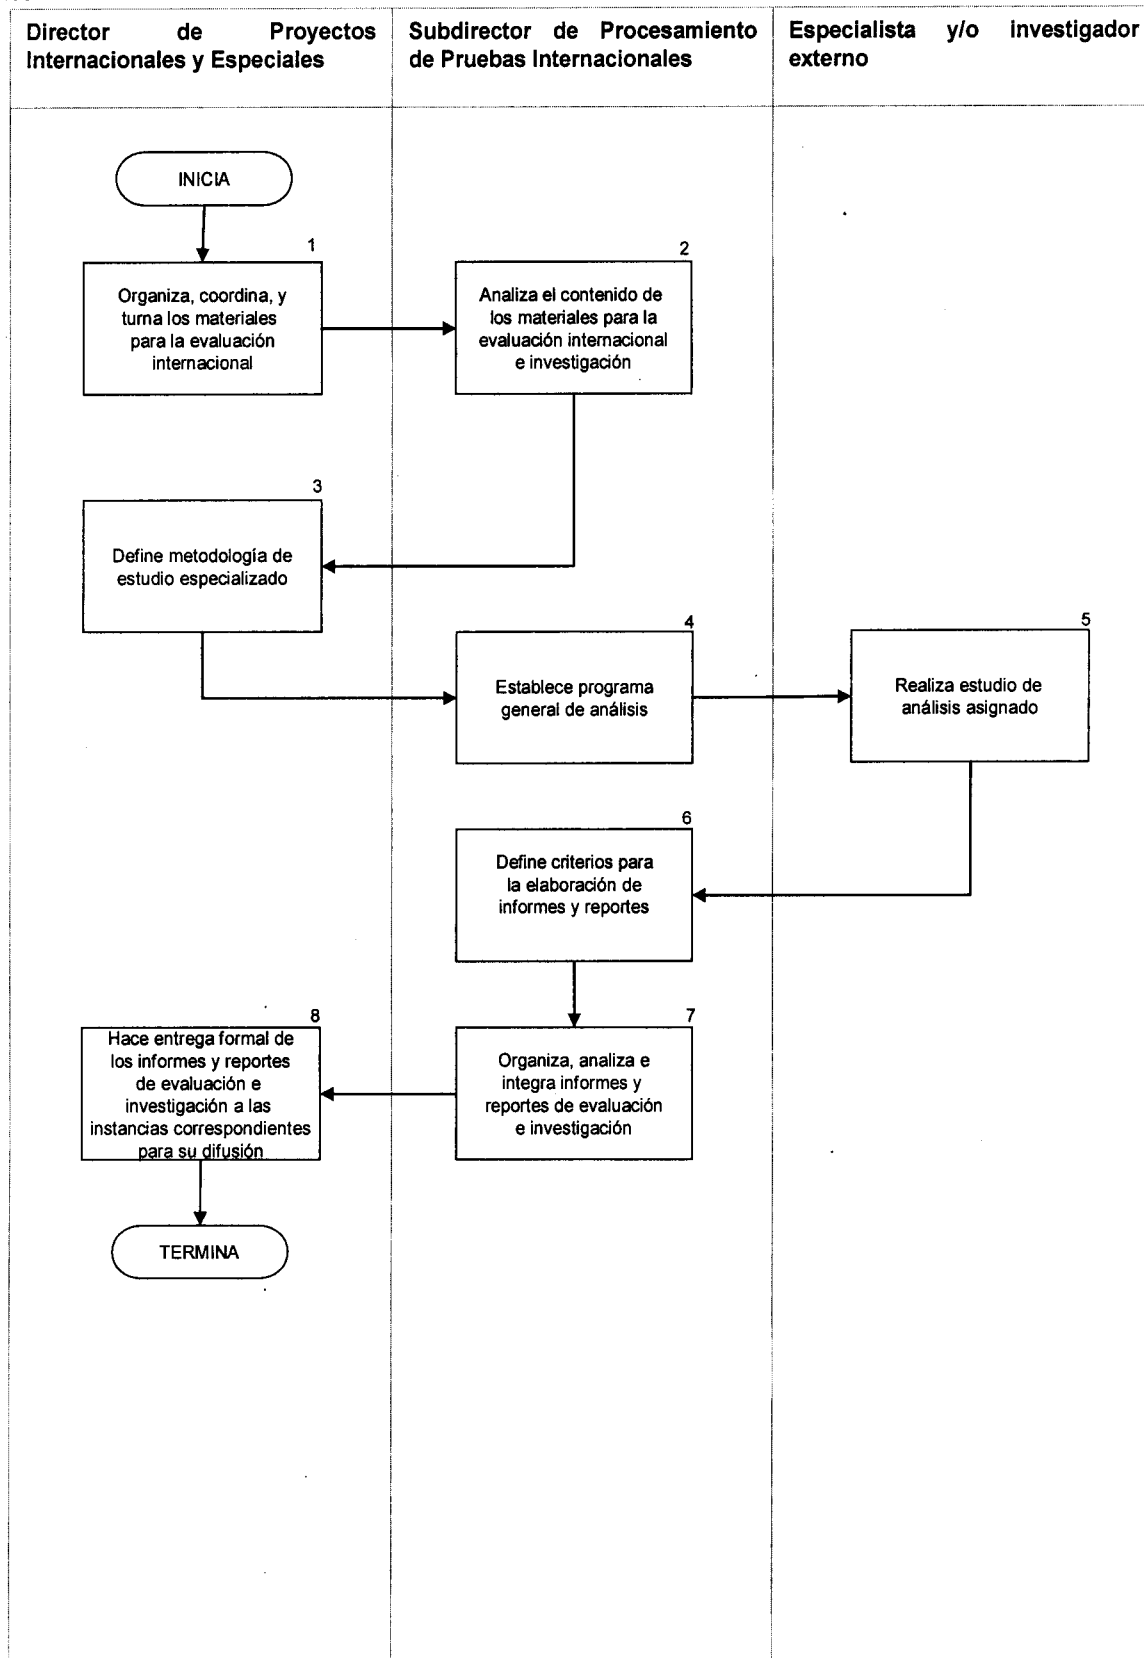 Director de Proyectos
Internacionales y Especiales
Subdirector de Procesamiento
de Pruebas Internacionales
Especialista y/o investigador
externo
INICIA
1
Organiza, coordina, y
turna los materiales
para la evaluación
internacional
2
Analiza el contenido de
los materiales para la
evaluación internacional
e investigación
3
Define metodología de
estudio especializado
4
Establece programa
general de análisis
5
Realiza estudio de
análisis asignado
6
Define criterios para
la elaboración de
informes y reportes
7
Organiza, analiza e
integra informes y
reportes de evaluación
e investigación
8
Hace entrega formal de
los informes y reportes
de evaluación e
investigación a las
instancias correspondientes
para su difusión
TERMINA